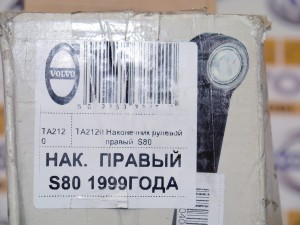 VOLVO
TA212
0
TA2120 Наконечник рулевой
правый S80
НАК. ПРАВЫЙ
S80 1999ГОДА